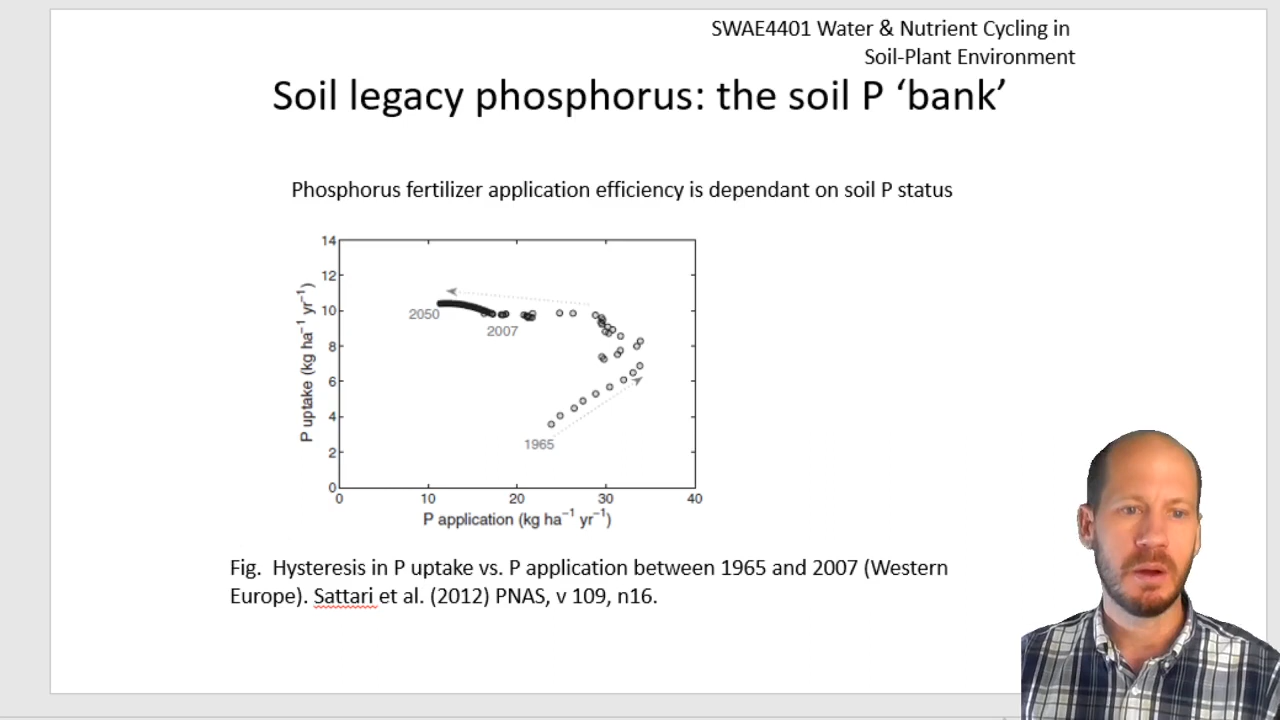 SWAE4401 Water & Nutrient Cycling in
Soil-Plant Environment
Soil legacy phosphorus: the soil P ‘bank’
Phosphorus fertilizer application efficiency is dependant on soil P status
14
12
10
8
6
4
2
0
P uptake (kg ha⁻¹ yr⁻¹)
2050
2007
1965
0 10 20 30 40
P application (kg ha⁻¹ yr⁻¹)
Fig. Hysteresis in P uptake vs. P application between 1965 and 2007 (Western
Europe). Sattari et al. (2012) PNAS, v 109, n16.